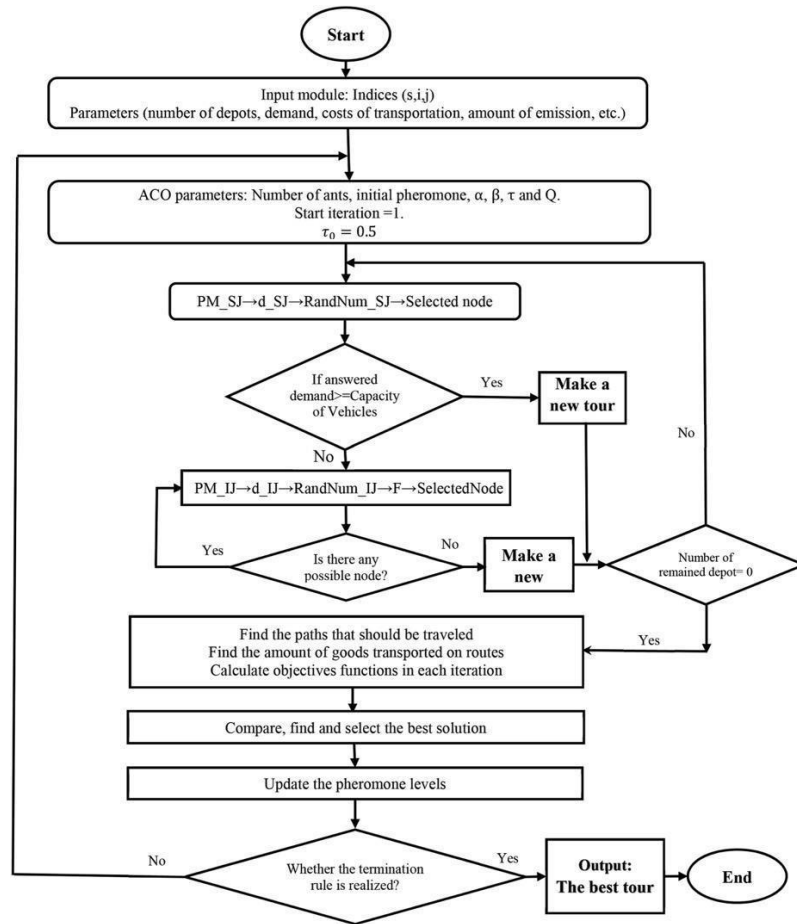 Start
Input module: Indices (s,i,j)
Parameters (number of depots, demand, costs of transportation, amount of emission, etc.)
ACO parameters: Number of ants, initial pheromone, α, β, τ and Q.
Start iteration =1.
τ₀ = 0.5
PM_SJ→d_SJ→RandNum_SJ→Selected node
If answered
demand>=Capacity
of Vehicles
Yes
Make a
new tour
No
No
PM_IJ→d_IJ→RandNum_IJ→F→SelectedNode
Yes
Is there any
possible node?
No
Make a
new
Number of
remained depot= 0
Yes
Find the paths that should be traveled
Find the amount of goods transported on routes
Calculate objectives functions in each iteration
Compare, find and select the best solution
Update the pheromone levels
No
Whether the termination
rule is realized?
Yes
Output:
The best tour
End